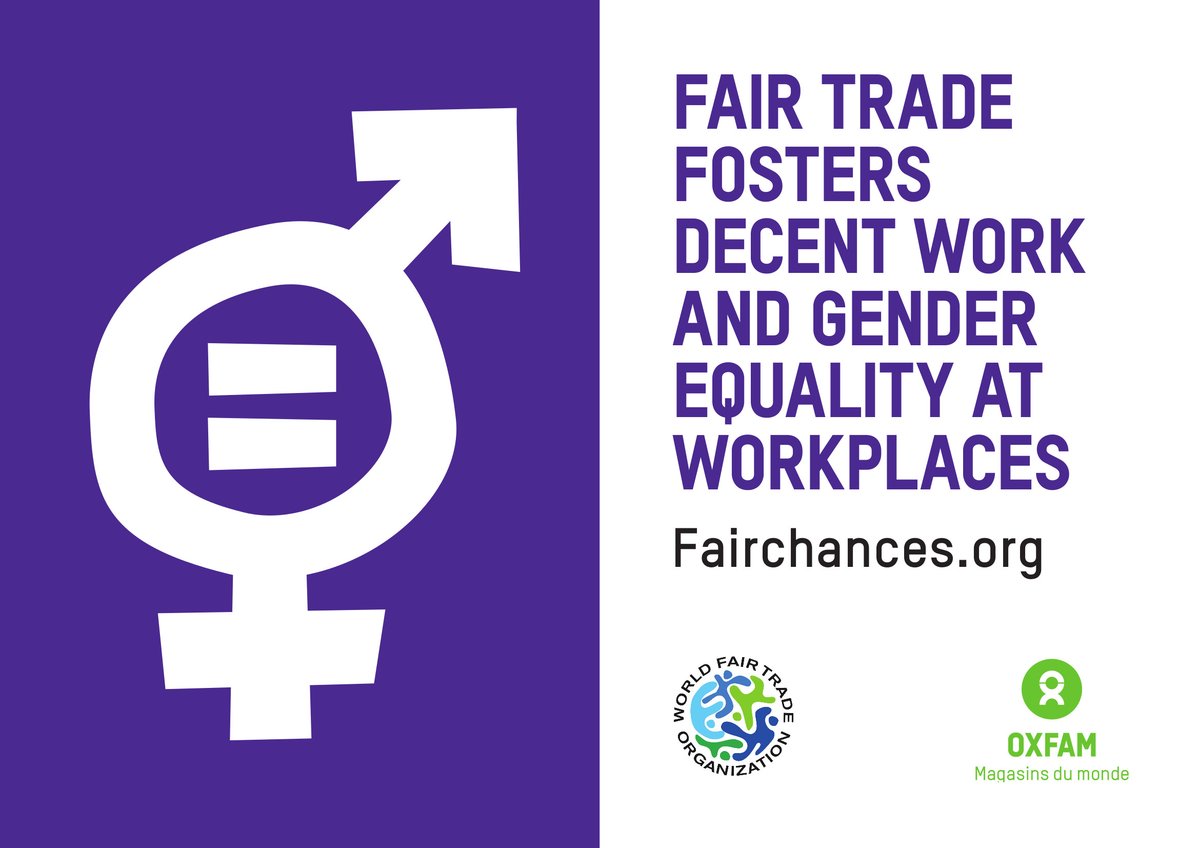 FAIR TRADE
FOSTERS
DECENT WORK
AND GENDER
EQUALITY AT
WORKPLACES
Fairchances.org
WORLD FAIR TRADE
ORGANIZATION
OXFAM
Magasins du monde